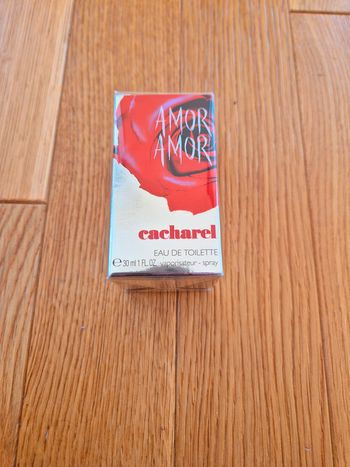 AMOR
AMOR
cacharel
EAU DE TOILETTE
℮ 30 ml 1 FL.OZ. vaporisateur - spray